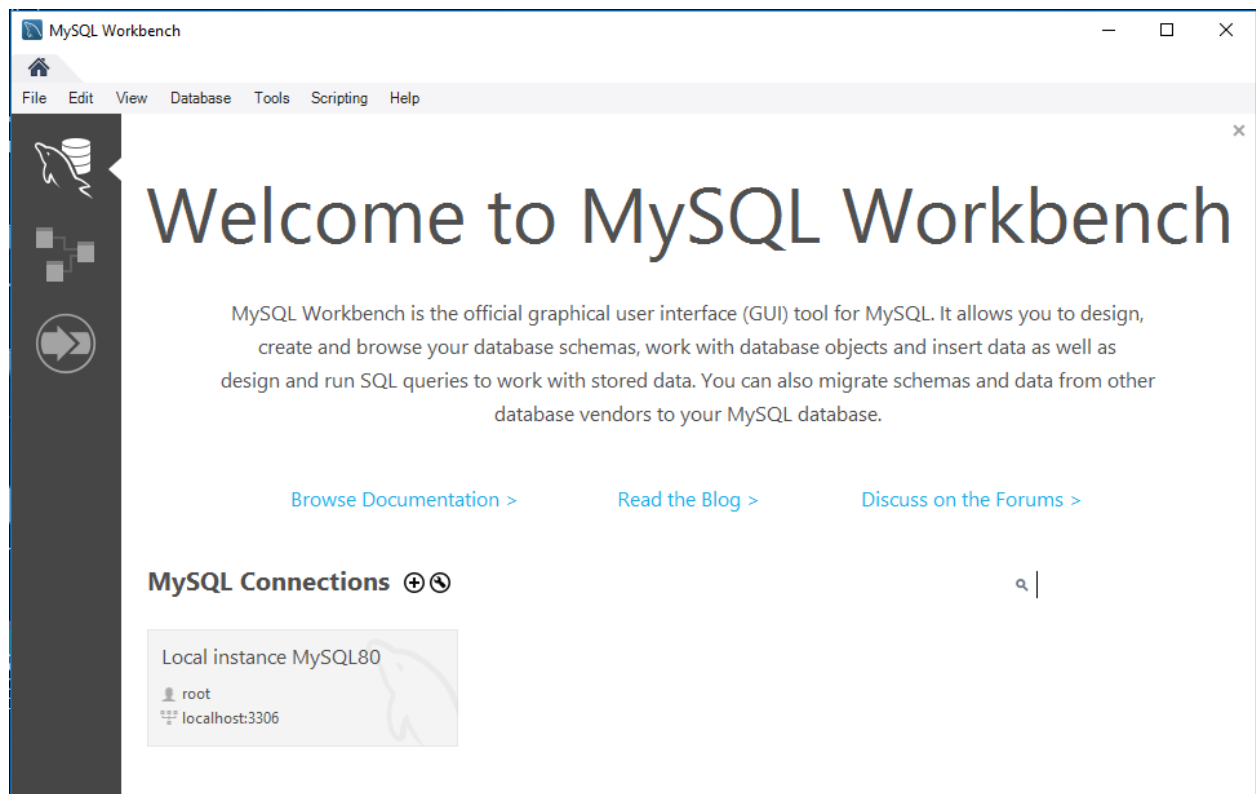 MySQL Workbench
File Edit View Database Tools Scripting Help
Welcome to MySQL Workbench
MySQL Workbench is the official graphical user interface (GUI) tool for MySQL. It allows you to design,
create and browse your database schemas, work with database objects and insert data as well as
design and run SQL queries to work with stored data. You can also migrate schemas and data from other
database vendors to your MySQL database.
Browse Documentation > Read the Blog > Discuss on the Forums >
MySQL Connections
Local instance MySQL80
root
localhost:3306